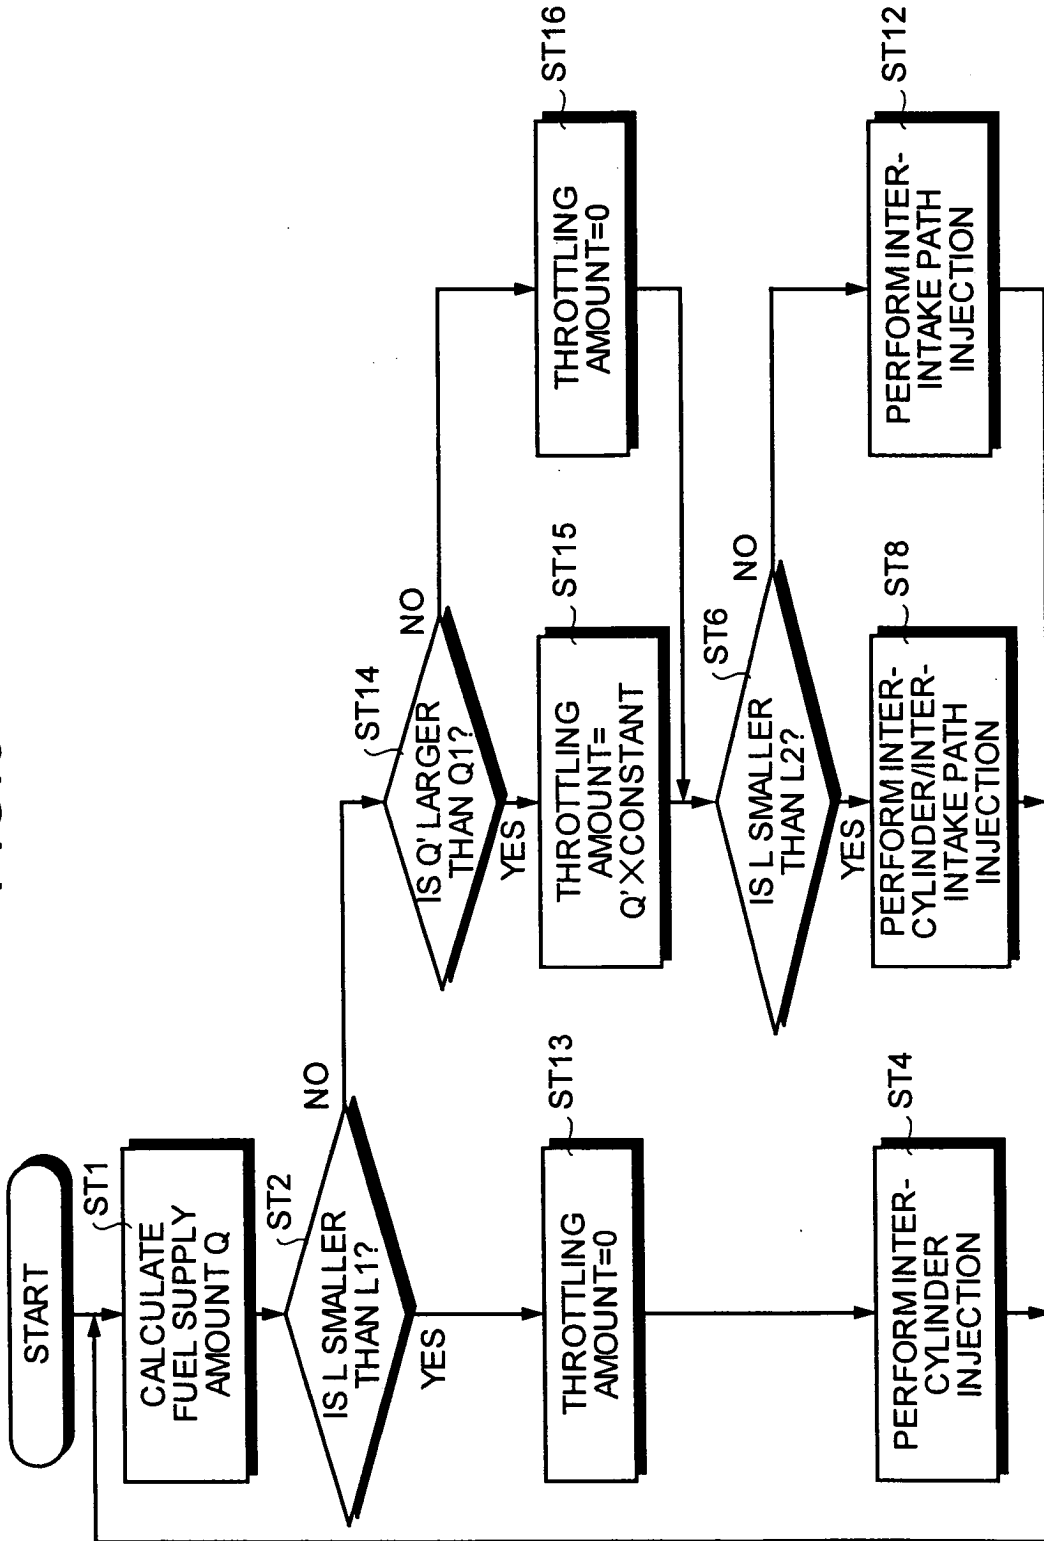 START
CALCULATE
FUEL SUPPLY
AMOUNT Q
ST1
IS L SMALLER
THAN L1?
ST2
NO
YES
IS Q' LARGER
THAN Q1?
ST14
NO
YES
THROTTLING
AMOUNT=0
ST13
THROTTLING
AMOUNT=
Q'×CONSTANT
ST15
THROTTLING
AMOUNT=0
ST16
IS L SMALLER
THAN L2?
ST6
NO
YES
PERFORM INTER-
CYLINDER
INJECTION
ST4
PERFORM INTER-
CYLINDER/INTER-
INTAKE PATH
INJECTION
ST8
PERFORM INTER-
INTAKE PATH
INJECTION
ST12